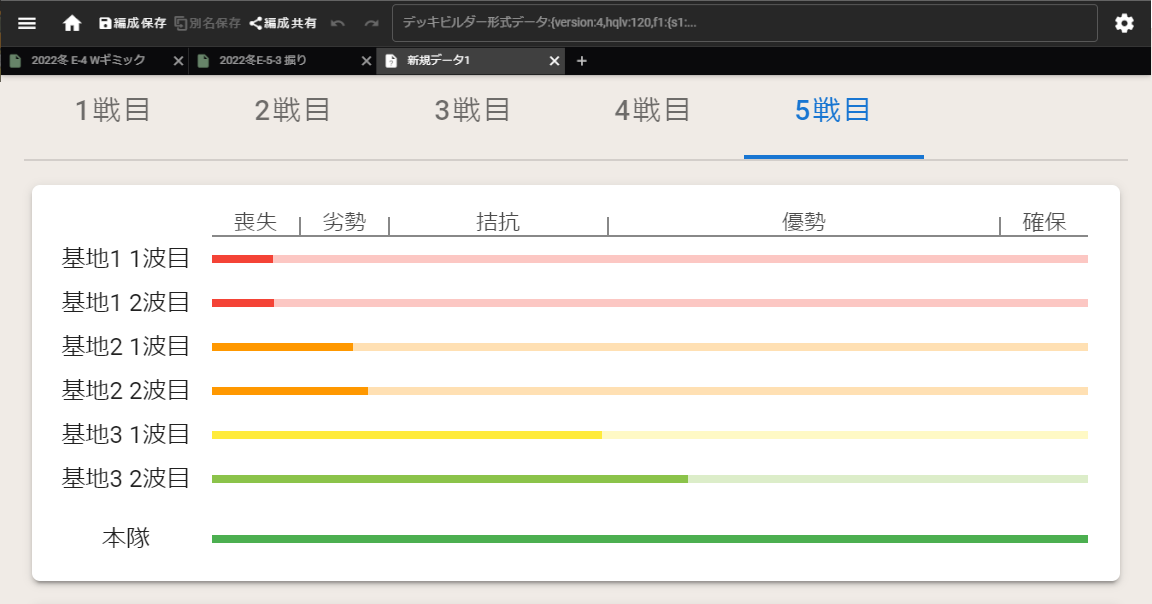 編成保存 別名保存 編成共有 デッキビルダー形式データ:{version:4,hqlv:120,f1:{s1:...
2022冬 E-4 Wギミック 2022冬E-5-3 振り 新規データ1
1戦目 2戦目 3戦目 4戦目 5戦目
喪失 劣勢 拮抗 優勢 確保
基地1 1波目
基地1 2波目
基地2 1波目
基地2 2波目
基地3 1波目
基地3 2波目
本隊